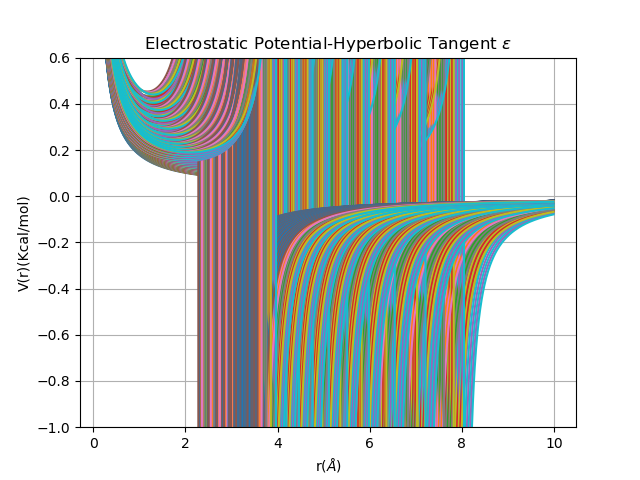 Electrostatic Potential-Hyperbolic Tangent ε
0.6
0.4
0.2
0.0
−0.2
−0.4
−0.6
−0.8
−1.0
V(r)(Kcal/mol)
0 2 4 6 8 10
r(Å)